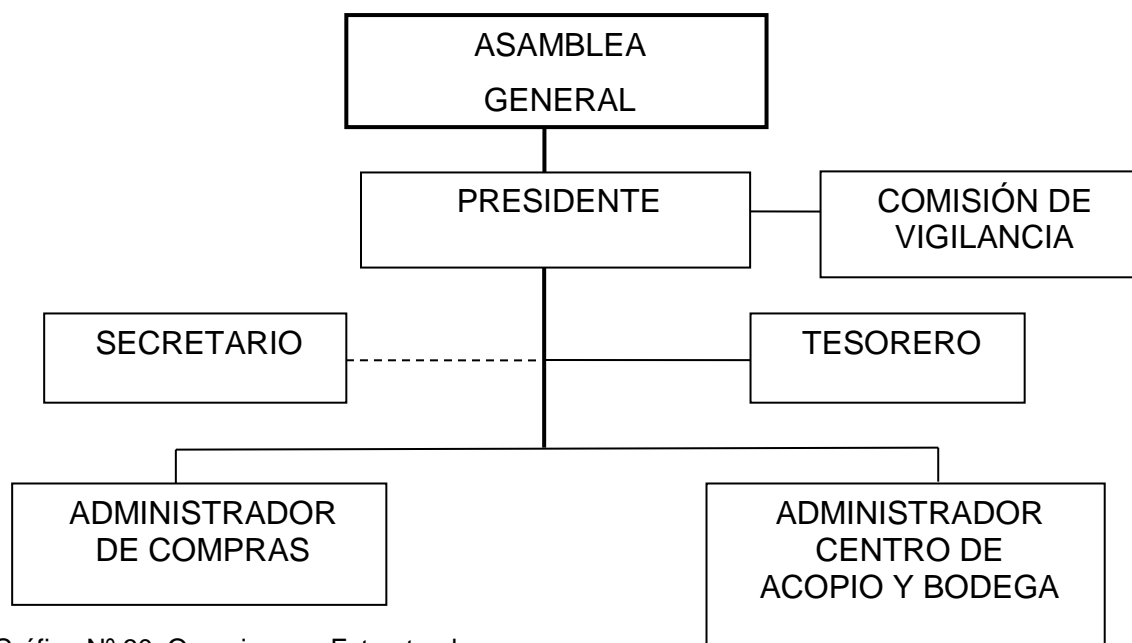 ASAMBLEA
GENERAL
PRESIDENTE
COMISIÓN DE
VIGILANCIA
SECRETARIO
TESORERO
ADMINISTRADOR
DE COMPRAS
ADMINISTRADOR
CENTRO DE
ACOPIO Y BODEGA